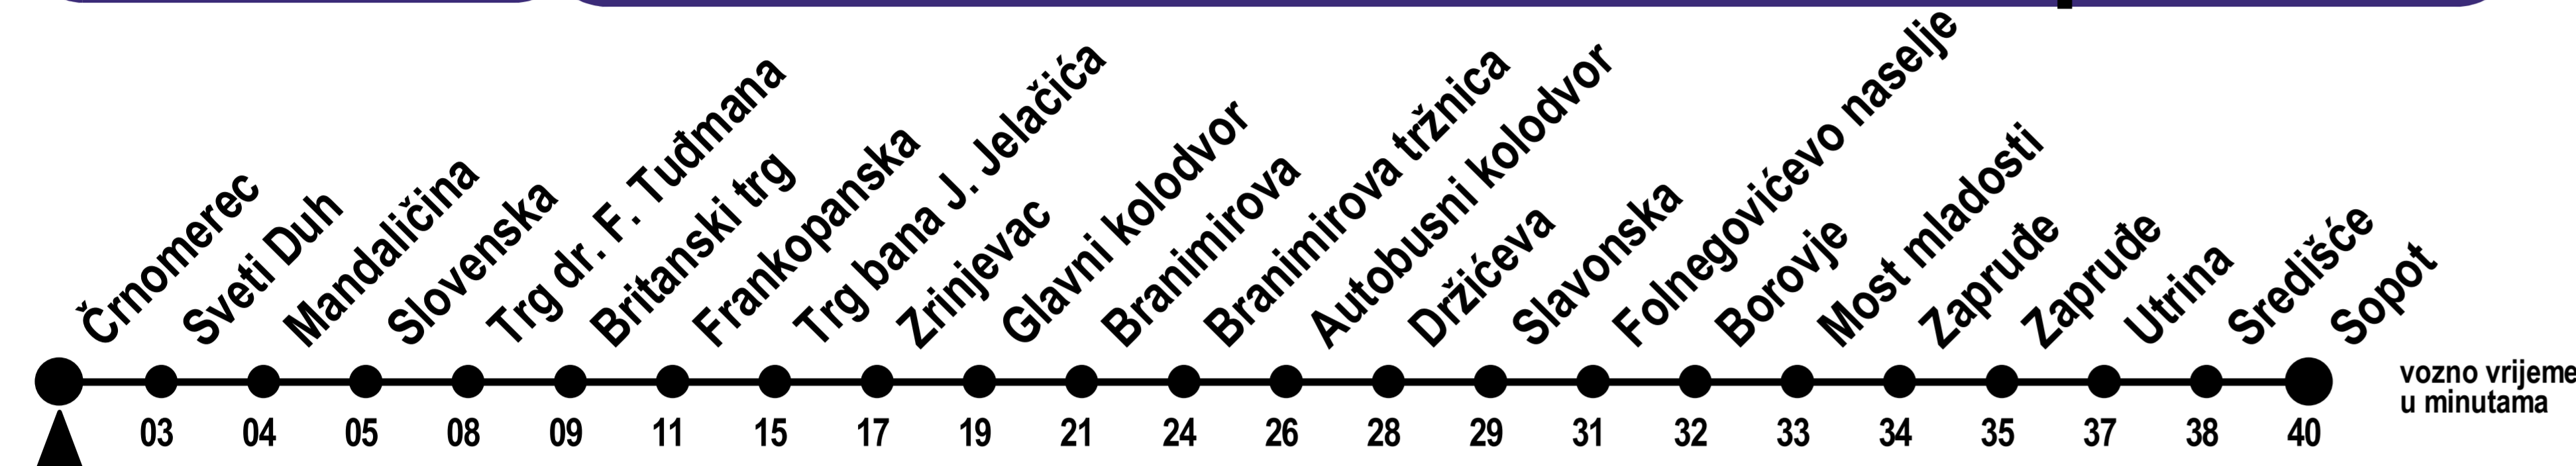 Črnomerec
Sveti Duh
Mandaličina
Slovenska
Trg dr. F. Tuđmana
Britanski trg
Frankopanska
Trg bana J. Jelačića
Zrinjevac
Glavni kolodvor
Branimirova
Branimirova tržnica
Autobusni kolodvor
Držićeva
Slavonska
Folnegovićevo naselje
Borovje
Most mladosti
Zapruđe
Zapruđe
Utrina
Središće
Sopot
03 04 05 08 09 11 15 17 19 21 24 26 28 29 31 32 33 34 35 37 38 40
vozno vrijeme
u minutama